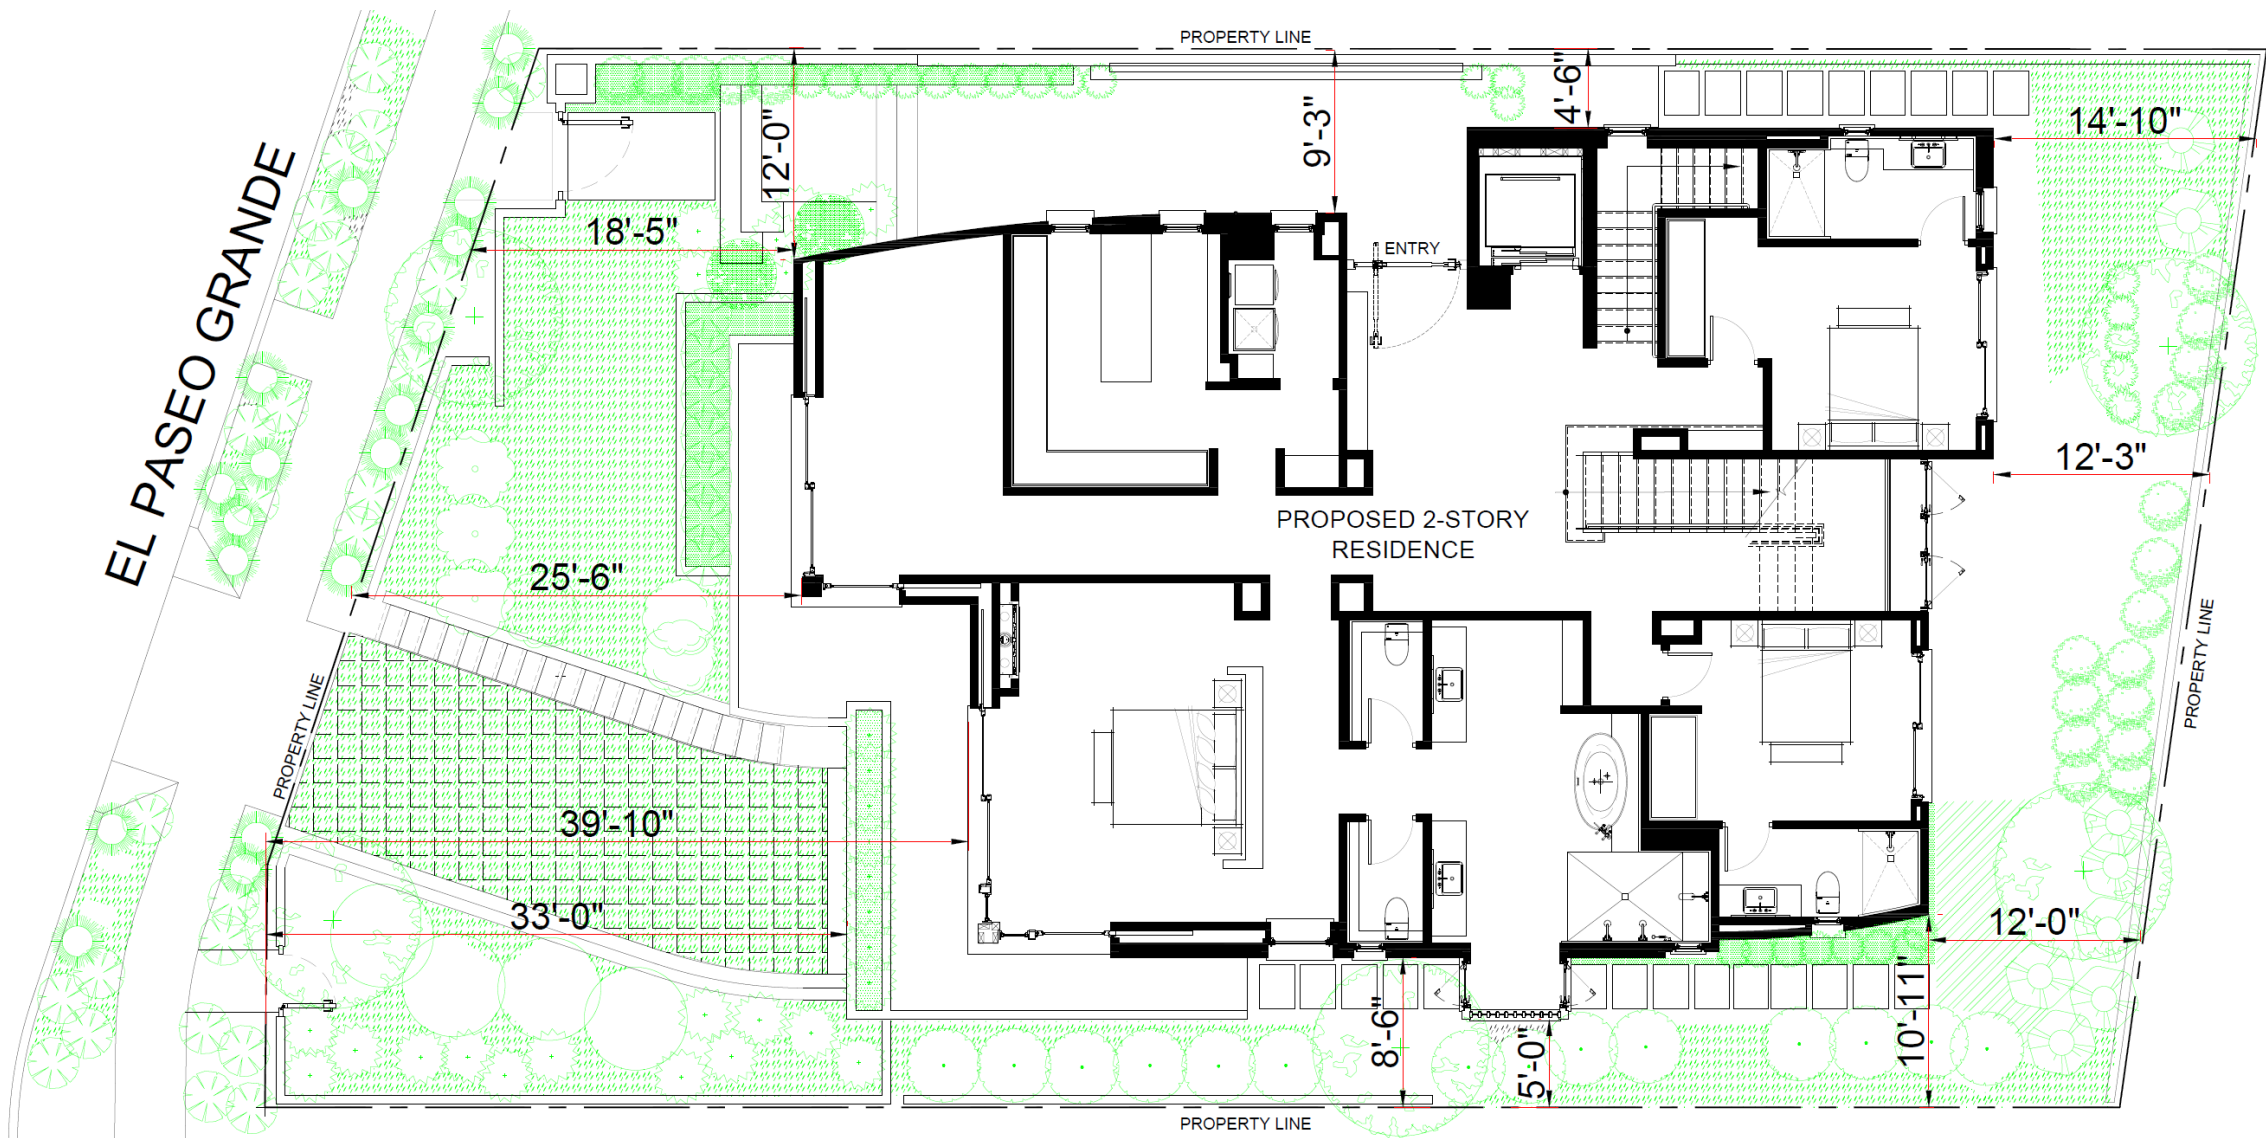 PROPERTY LINE
4'-6"
14'-10"
12'-0"
9'-3"
18'-5"
ENTRY
EL PASEO GRANDE
12'-3"
PROPOSED 2-STORY
RESIDENCE
25'-6"
PROPERTY LINE
PROPERTY LINE
39'-10"
33'-0"
12'-0"
10'-11"
8'-6"
5'-0"
PROPERTY LINE